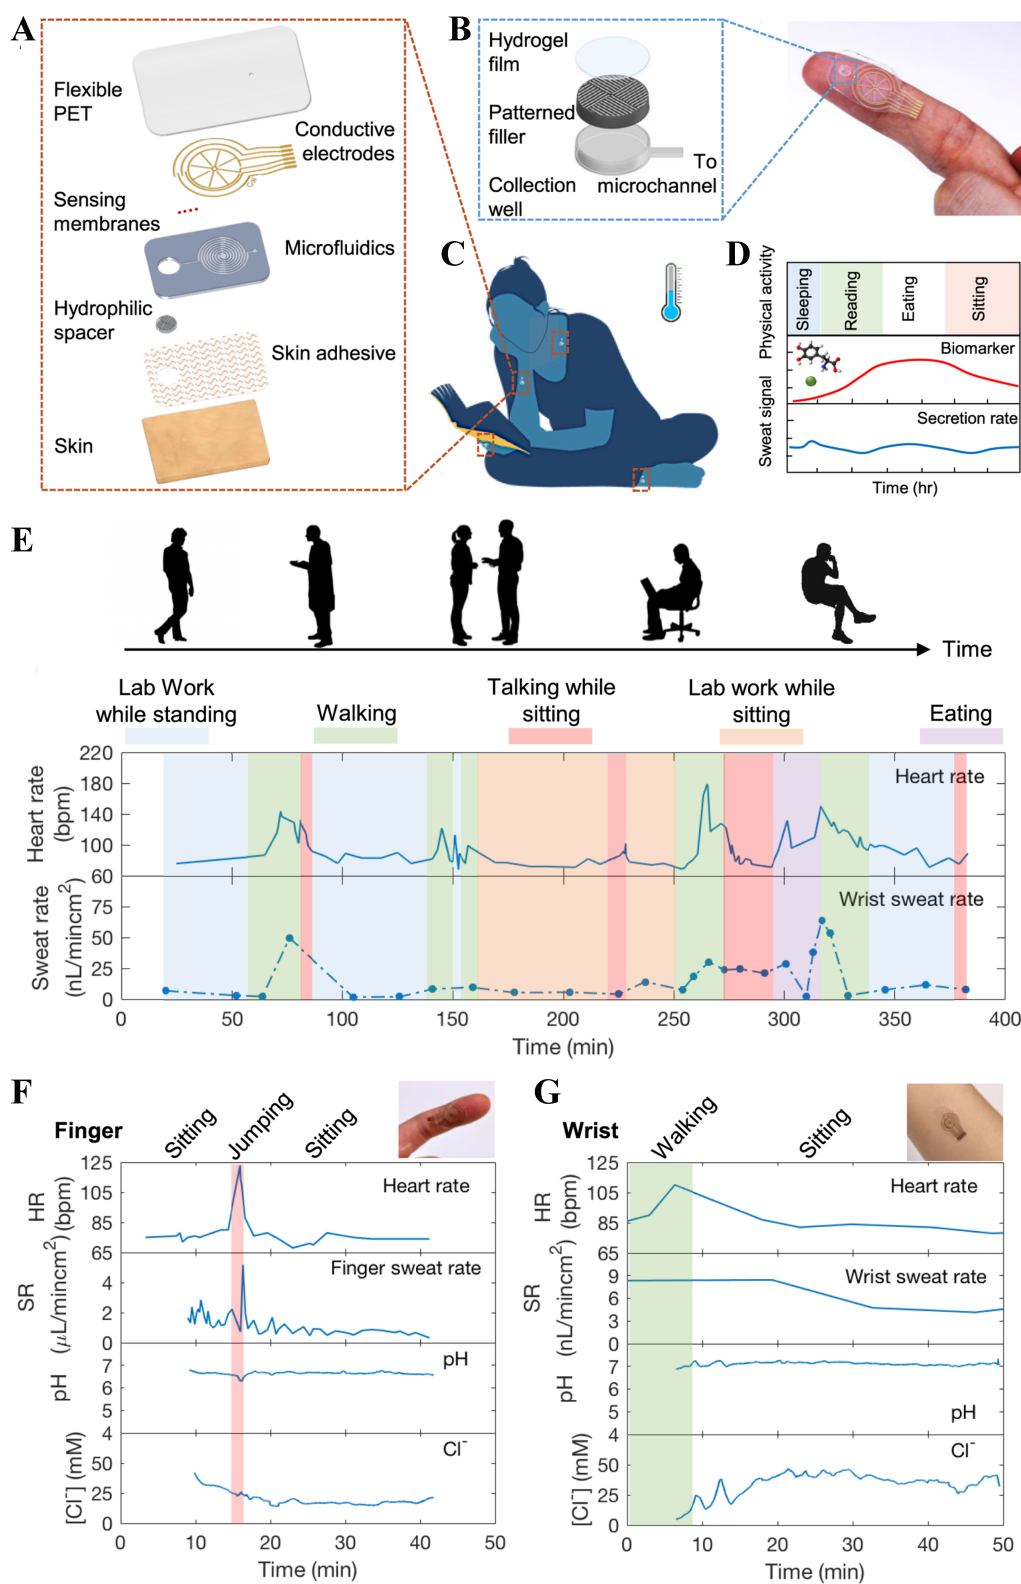 A
Flexible
PET
Conductive
electrodes
Sensing
membranes
Microfluidics
Hydrophilic
spacer
Skin adhesive
Skin
B
Hydrogel
film
Patterned
filler
Collection
well
To
microchannel
C
D
Physical activity
Sleeping
Reading
Eating
Sitting
Sweat signal
Biomarker
Secretion rate
Time (hr)
E
Time
Lab Work
while standing
Walking
Talking while
sitting
Lab work while
sitting
Eating
Heart rate
(bpm)
220
180
140
100
60
Heart rate
Sweat rate
(nL/mincm²)
75
50
25
0
Wrist sweat rate
0 50 100 150 200 250 300 350 400
Time (min)
F
Finger
Sitting
Jumping
Sitting
HR
(bpm)
125
105
85
65
Heart rate
SR
(μL/mincm²)
4
2
0
Finger sweat rate
pH
7
6
5
4
pH
[Cl⁻] (mM)
50
25
0
Cl⁻
0 10 20 30 40 50
Time (min)
G
Wrist
Walking
Sitting
HR
(bpm)
125
105
85
65
Heart rate
SR
(nL/mincm²)
9
6
3
0
Wrist sweat rate
pH
7
6
5
4
pH
[Cl⁻] (mM)
50
25
0
Cl⁻
0 10 20 30 40 50
Time (min)